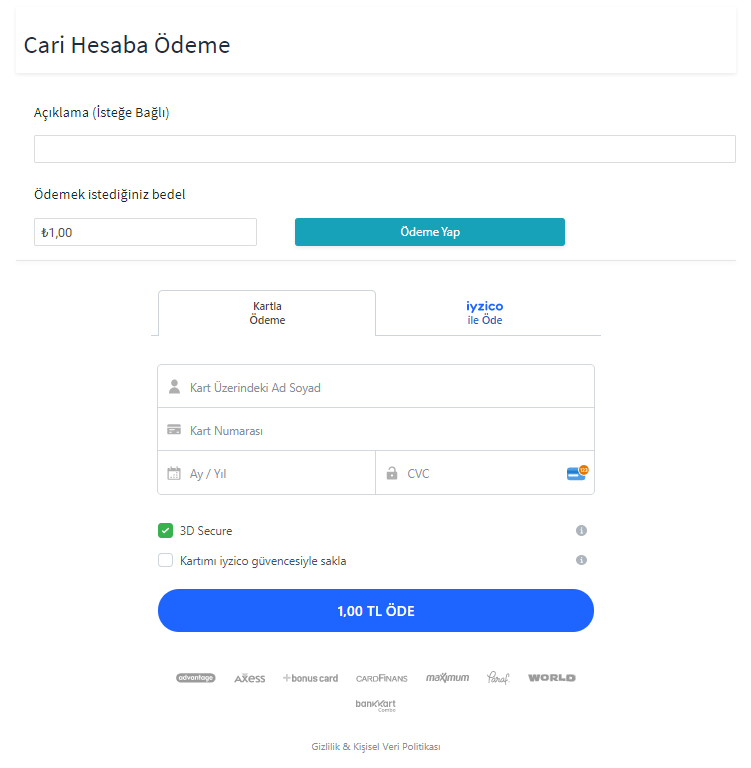 Cari Hesaba Ödeme
Açıklama (İsteğe Bağlı)
Ödemek istediğiniz bedel
₺1,00
Ödeme Yap
Kartla
Ödeme
iyzico
ile Öde
Kart Üzerindeki Ad Soyad
Kart Numarası
Ay / Yıl
CVC
123
3D Secure
Kartımı iyzico güvencesiyle sakla
1,00 TL ÖDE
advantage AXESS +bonus card CARDFINANS maximum Paraf WORLD
bankkart
Combo
Gizlilik & Kişisel Veri Politikası